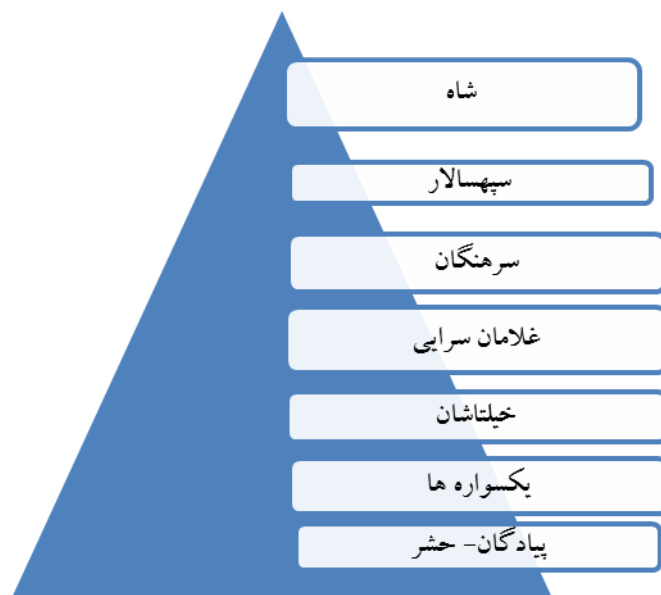 شاه
سپهسالار
سرهنگان
غلامان سرایی
خیلتاشان
یکسواره ها
پیادگان- حشر